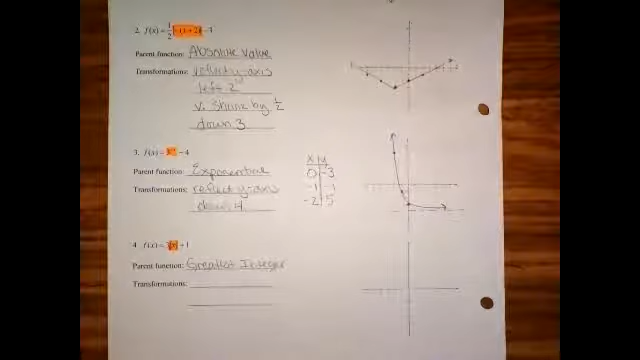 2. f(x) = 1/2|-(x+2)| - 3
Parent function: Absolute value
Transformations: reflect y-axis
left 2
v. shrink by 1/2
down 3
3. f(x) = - 4
Parent function: Exponential
Transformations: reflect y-axis
down 4
X Y
0 -3
-1 -1
-2 5
4. f(x) = 3[x] + 1
Parent function: Greatest Integer
Transformations: